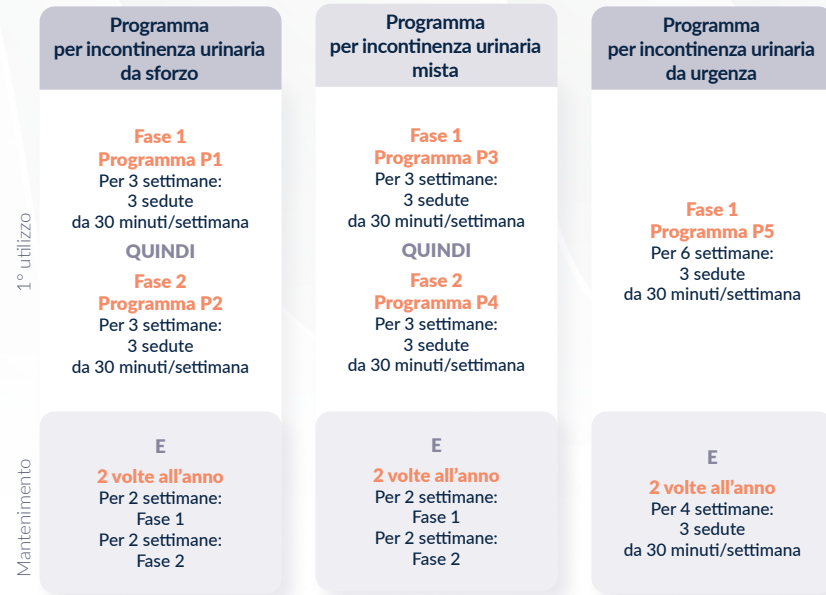 Programma
per incontinenza urinaria
da sforzo
Programma
per incontinenza urinaria
mista
Programma
per incontinenza urinaria
da urgenza
1° utilizzo
Fase 1
Programma P1
Per 3 settimane:
3 sedute
da 30 minuti/settimana
QUINDI
Fase 2
Programma P2
Per 3 settimane:
3 sedute
da 30 minuti/settimana
Fase 1
Programma P3
Per 3 settimane:
3 sedute
da 30 minuti/settimana
QUINDI
Fase 2
Programma P4
Per 3 settimane:
3 sedute
da 30 minuti/settimana
Fase 1
Programma P5
Per 6 settimane:
3 sedute
da 30 minuti/settimana
Mantenimento
E
2 volte all'anno
Per 2 settimane:
Fase 1
Per 2 settimane:
Fase 2
E
2 volte all'anno
Per 2 settimane:
Fase 1
Per 2 settimane:
Fase 2
E
2 volte all'anno
Per 4 settimane:
3 sedute
da 30 minuti/settimana